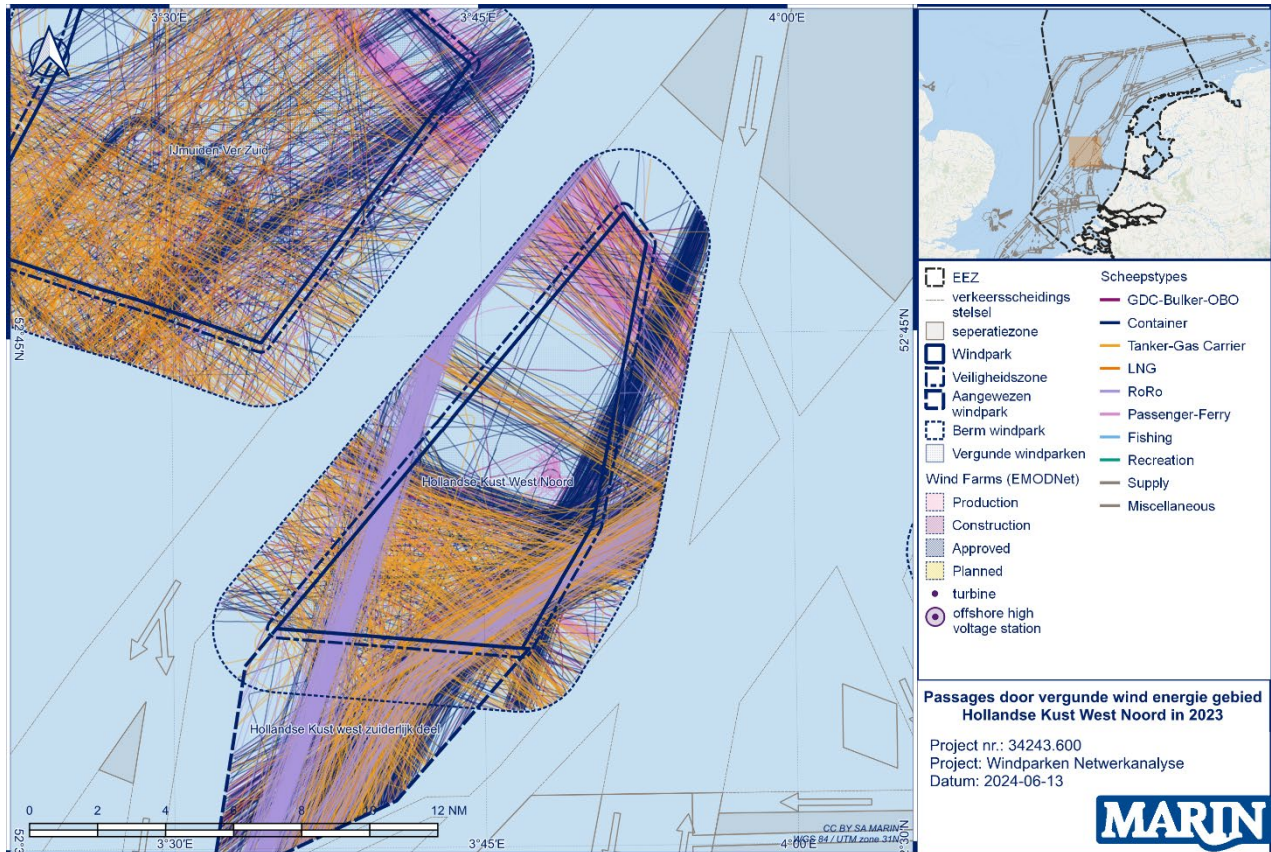 3°30'E
3°45'E
4°00'E
IJmuiden Ver Zuid
52°45'N
52°45'N
Hollandse Kust West Noord
Hollandse Kust west zuiderlijk deel
0 2 4 6 8 10 12 NM
3°30'E
3°45'E
4°00'E
CC BY SA MARIN
WGS 84 / UTM zone 31N
EEZ
verkeersscheidings
stelsel
seperatiezone
Windpark
Veiligheidszone
Aangewezen
windpark
Berm windpark
Vergunde windparken
Wind Farms (EMODNet)
Production
Construction
Approved
Planned
turbine
offshore high
voltage station
Scheepstypes
GDC-Bulker-OBO
Container
Tanker-Gas Carrier
LNG
RoRo
Passenger-Ferry
Fishing
Recreation
Supply
Miscellaneous
Passages door vergunde wind energie gebied
Hollandse Kust West Noord in 2023
Project nr.: 34243.600
Project: Windparken Netwerkanalyse
Datum: 2024-06-13
MARIN